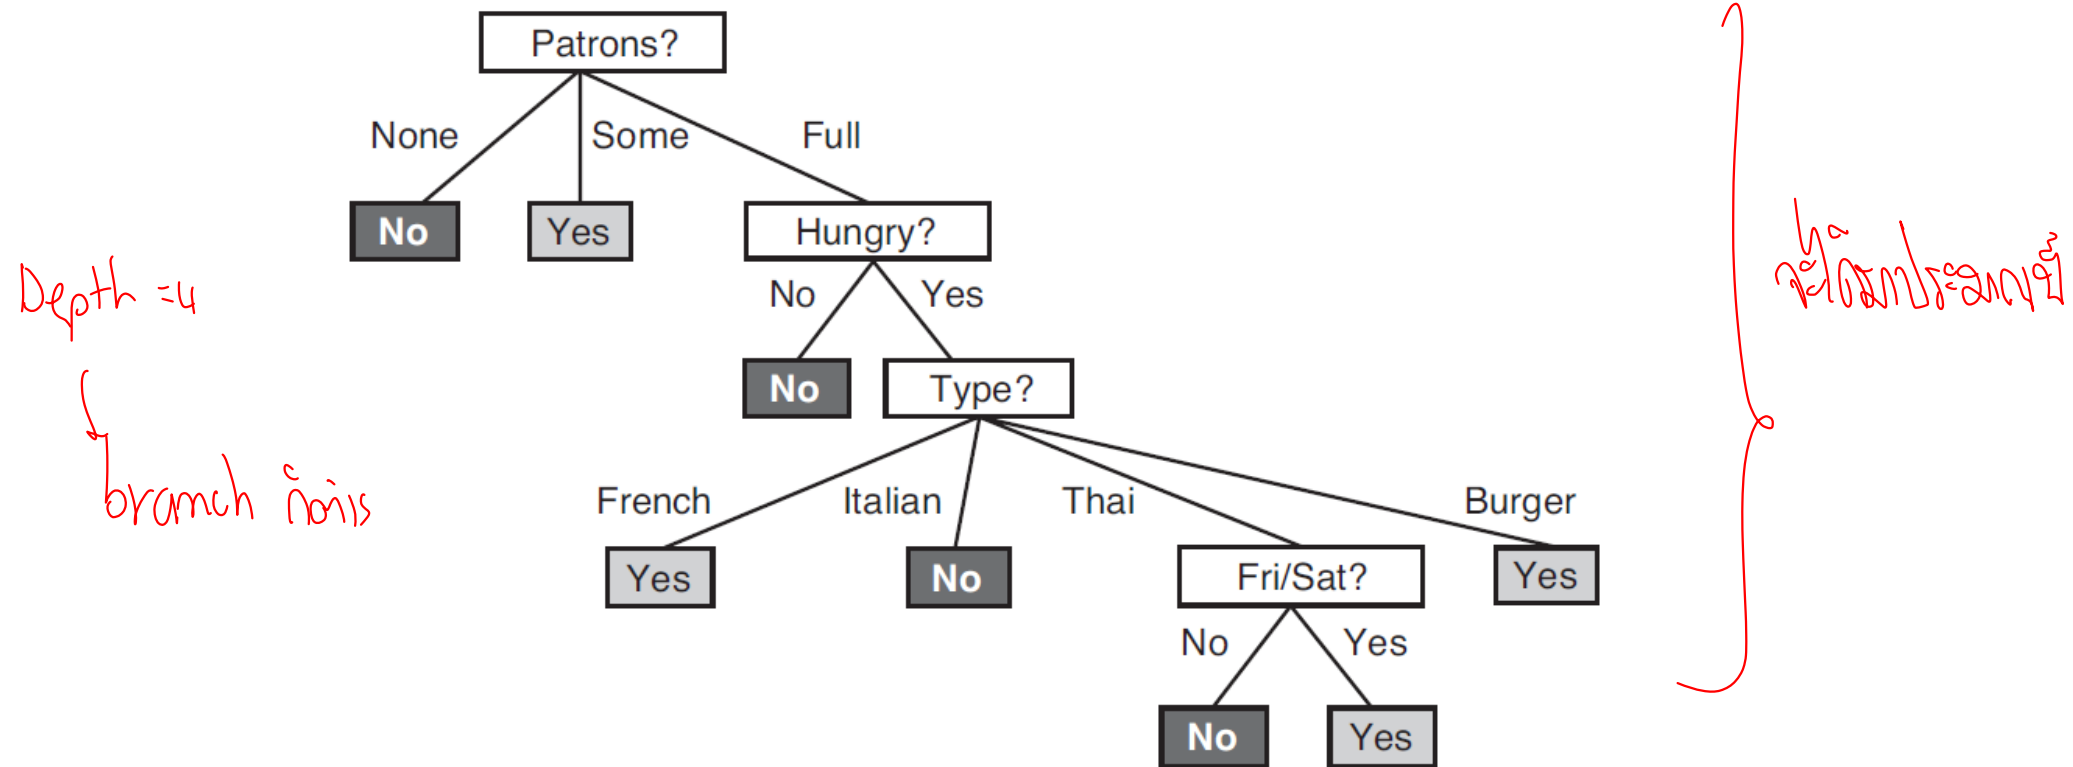 Patrons?
None Some Full
No Yes Hungry?
No Yes
Depth =4
No Type?
branch
French Italian Thai Burger
Yes No Fri/Sat? Yes
No Yes
No Yes